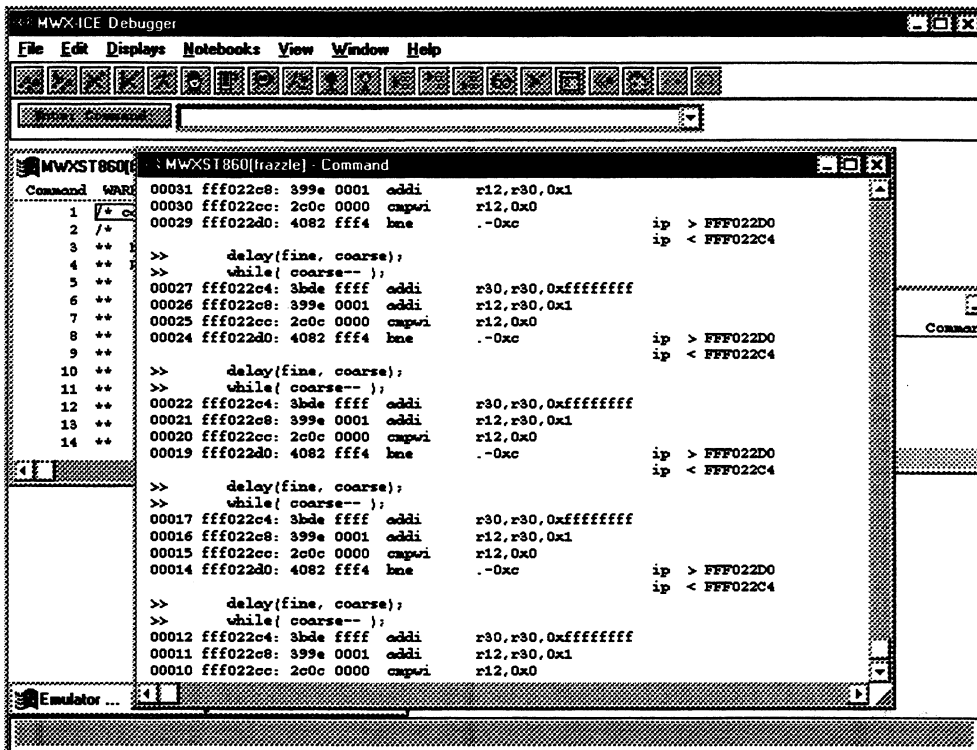 MWX-ICE Debugger
File Edit Displays Notebooks View Window Help
Enter Command
MWXST860[f
MWXST860[frazzle] - Command
Command WARN
1 /* co
2 /*
3 **
4 **
5 **
6 **
7 **
8 **
9 **
10 **
11 **
12 **
13 **
14 **
00031 fff022c8: 399e 0001 addi r12,r30,0x1
00030 fff022cc: 2c0c 0000 cmpwi r12,0x0
00029 fff022d0: 4082 fff4 bne .-0xc ip > FFF022D0
ip < FFF022C4
>> delay(fine, coarse);
>> while( coarse-- );
00027 fff022c4: 3bde ffff addi r30,r30,0xffffffff
00026 fff022c8: 399e 0001 addi r12,r30,0x1
00025 fff022cc: 2c0c 0000 cmpwi r12,0x0
00024 fff022d0: 4082 fff4 bne .-0xc ip > FFF022D0
ip < FFF022C4
>> delay(fine, coarse);
>> while( coarse-- );
00022 fff022c4: 3bde ffff addi r30,r30,0xffffffff
00021 fff022c8: 399e 0001 addi r12,r30,0x1
00020 fff022cc: 2c0c 0000 cmpwi r12,0x0
00019 fff022d0: 4082 fff4 bne .-0xc ip > FFF022D0
ip < FFF022C4
>> delay(fine, coarse);
>> while( coarse-- );
00017 fff022c4: 3bde ffff addi r30,r30,0xffffffff
00016 fff022c8: 399e 0001 addi r12,r30,0x1
00015 fff022cc: 2c0c 0000 cmpwi r12,0x0
00014 fff022d0: 4082 fff4 bne .-0xc ip > FFF022D0
ip < FFF022C4
>> delay(fine, coarse);
>> while( coarse-- );
00012 fff022c4: 3bde ffff addi r30,r30,0xffffffff
00011 fff022c8: 399e 0001 addi r12,r30,0x1
00010 fff022cc: 2c0c 0000 cmpwi r12,0x0
Comman
Emulator ...